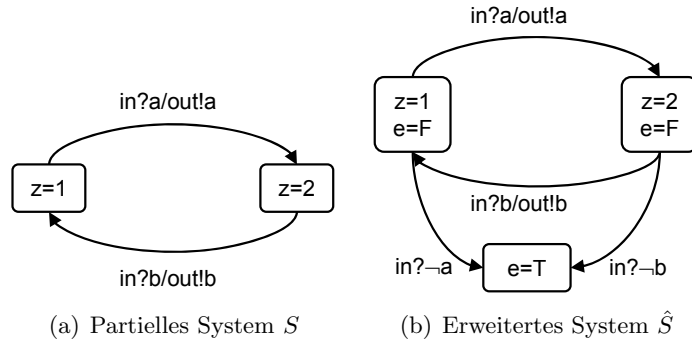 in?a/out!a
z=1
z=2
in?b/out!b
(a) Partielles System S
in?a/out!a
z=1
e=F
z=2
e=F
in?b/out!b
in?¬a
e=T
in?¬b
(b) Erweitertes System Ŝ